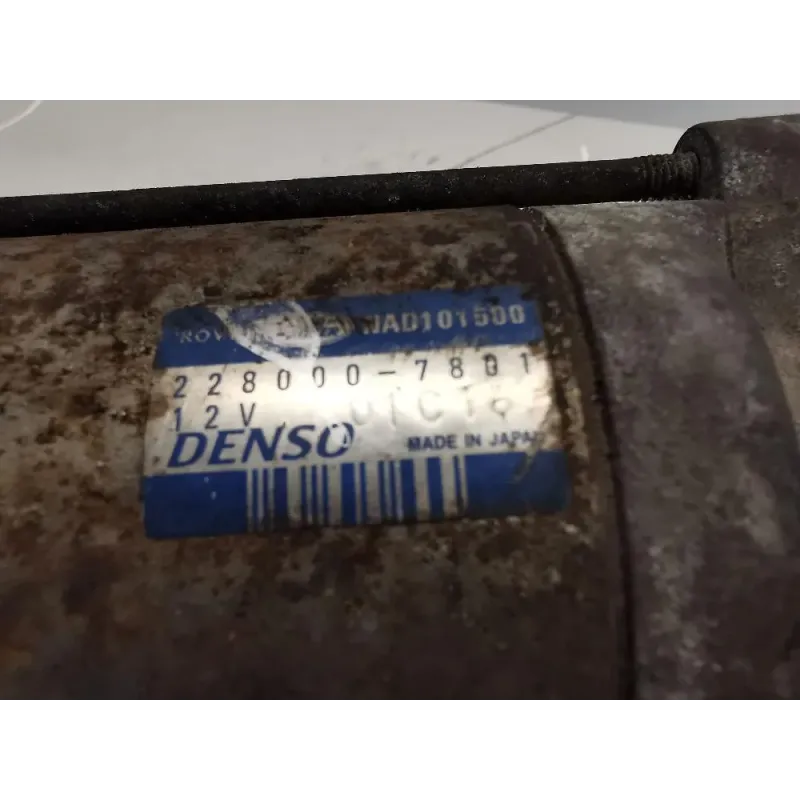 NAD101500
228000-7801
12V
DENSO MADE IN JAPAN